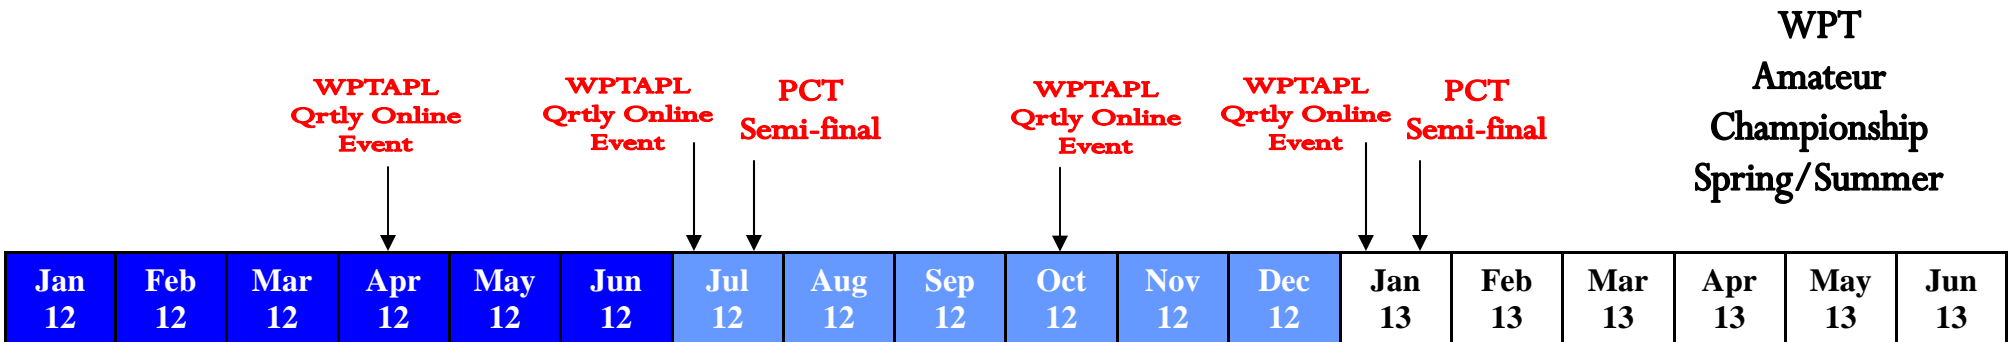 WPT
Amateur
Championship
Spring/Summer
WPTAPL
Qrtly Online
Event
WPTAPL
Qrtly Online
Event
PCT
Semi-final
WPTAPL
Qrtly Online
Event
WPTAPL
Qrtly Online
Event
PCT
Semi-final
Jan Feb Mar Apr May Jun Jul Aug Sep Oct Nov Dec Jan Feb Mar Apr May Jun
12 12 12 12 12 12 12 12 12 12 12 12 13 13 13 13 13 13